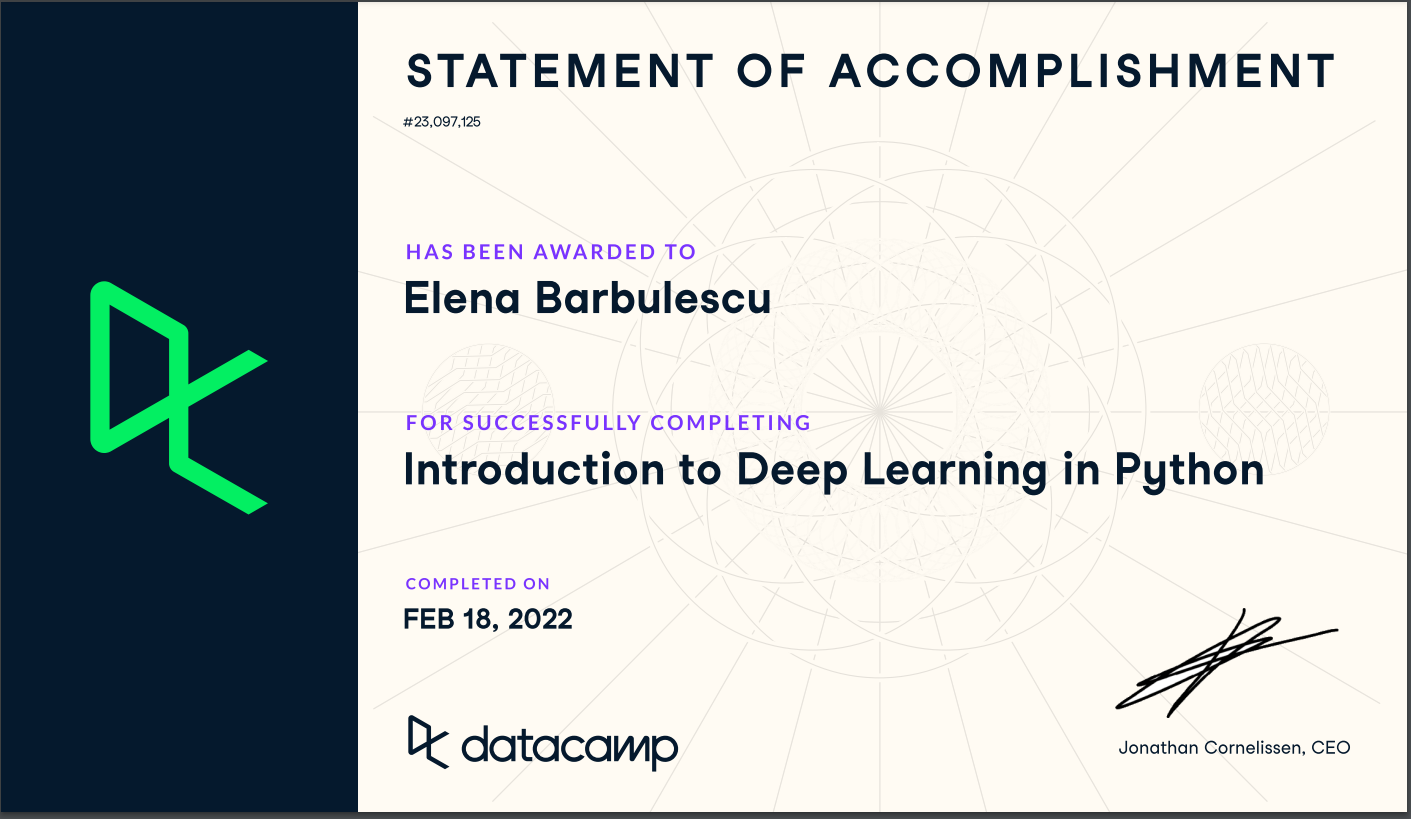 STATEMENT OF ACCOMPLISHMENT
#23,097,125
HAS BEEN AWARDED TO
Elena Barbulescu
FOR SUCCESSFULLY COMPLETING
Introduction to Deep Learning in Python
COMPLETED ON
FEB 18, 2022
datacamp
Jonathan Cornelissen, CEO